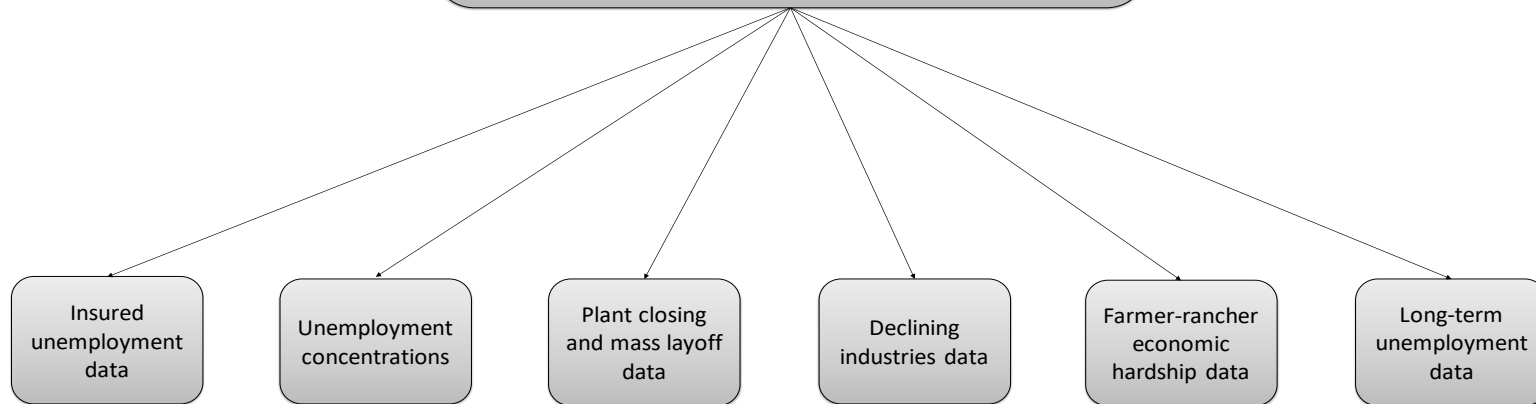 Insured
unemployment
data
Unemployment
concentrations
Plant closing
and mass layoff
data
Declining
industries data
Farmer-rancher
economic
hardship data
Long-term
unemployment
data